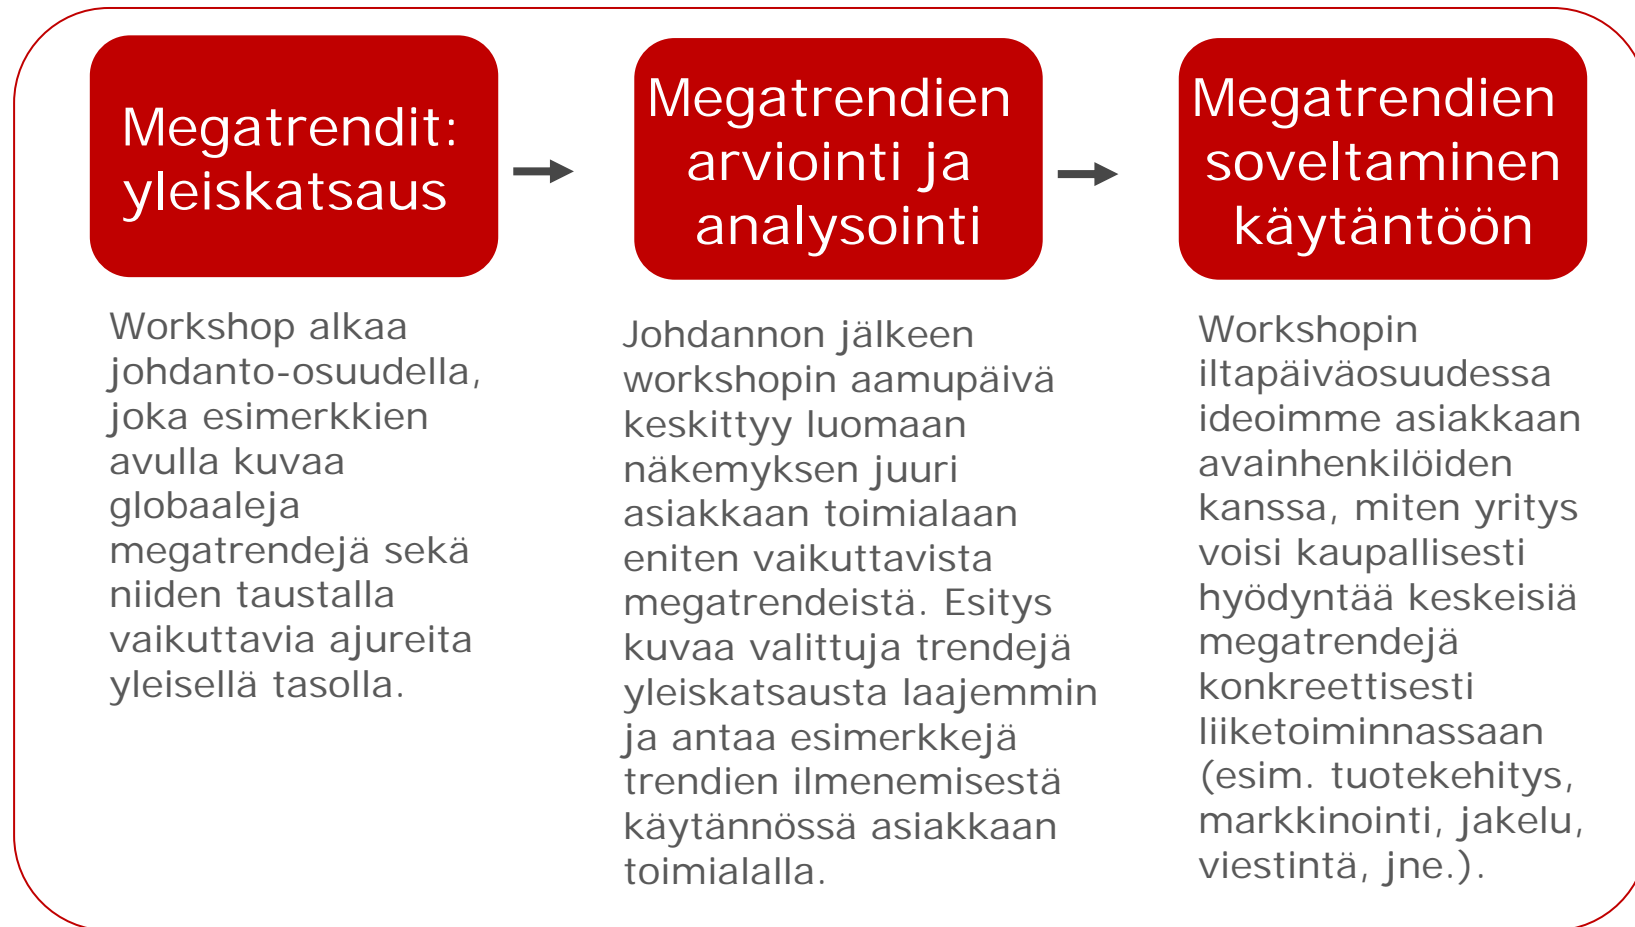 Megatrendit:
yleiskatsaus
Workshop alkaa
johdanto-osuudella,
joka esimerkkien
avulla kuvaa
globaaleja
megatrendejä sekä
niiden taustalla
vaikuttavia ajureita
yleisellä tasolla.
Megatrendien
arviointi ja
analysointi
Johdannon jälkeen
workshopin aamupäivä
keskittyy luomaan
näkemyksen juuri
asiakkaan toimialaan
eniten vaikuttavista
megatrendeistä. Esitys
kuvaa valittuja trendejä
yleiskatsausta laajemmin
ja antaa esimerkkejä
trendien ilmenemisestä
käytännössä asiakkaan
toimialalla.
Megatrendien
soveltaminen
käytäntöön
Workshopin
iltapäiväosuudessa
ideoimme asiakkaan
avainhenkilöiden
kanssa, miten yritys
voisi kaupallisesti
hyödyntää keskeisiä
megatrendejä
konkreettisesti
liiketoiminnassaan
(esim. tuotekehitys,
markkinointi, jakelu,
viestintä, jne.).